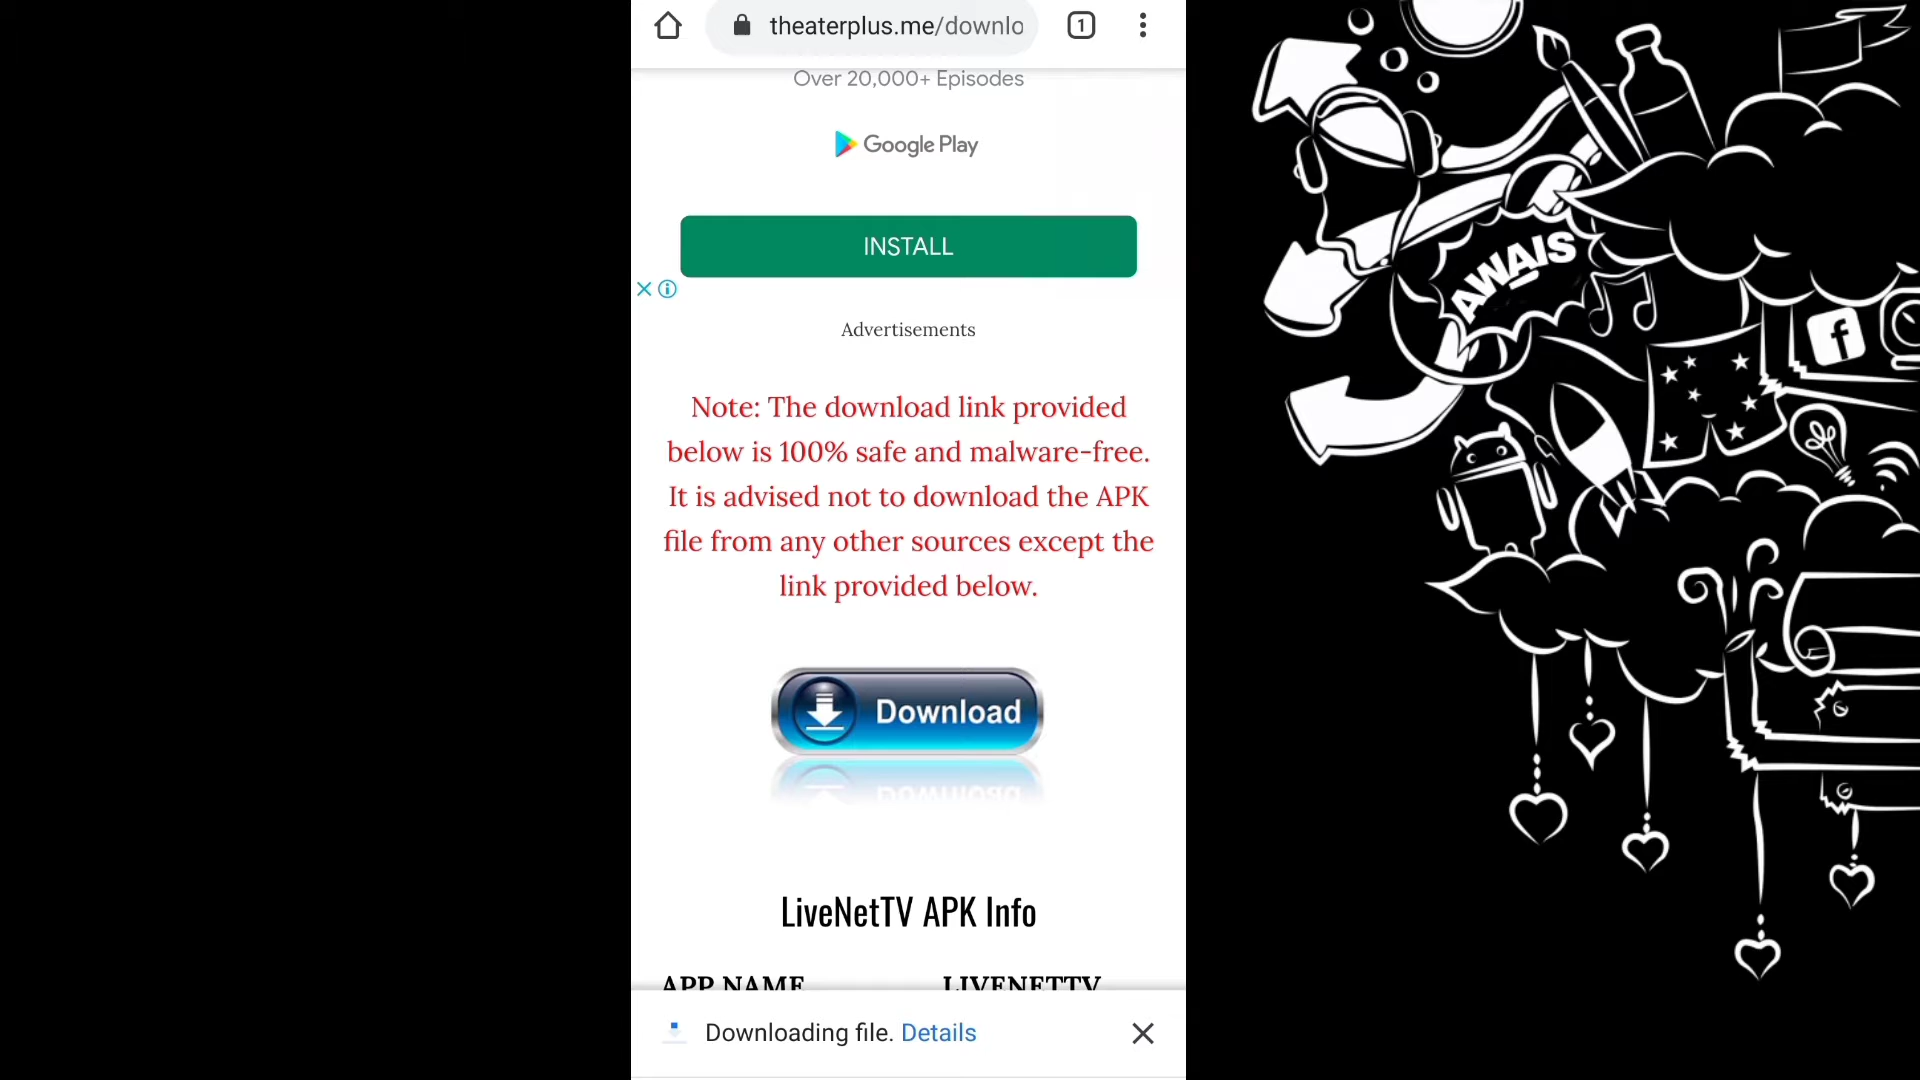 theaterplus.me/downlo
1
Over 20,000+ Episodes
Google Play
INSTALL
Advertisements
Note: The download link provided
below is 100% safe and malware-free.
It is advised not to download the APK
file from any other sources except the
link provided below.
Download
LiveNetTV APK Info
APP NAME LIVENETTV
Downloading file. Details
AWAIS
f